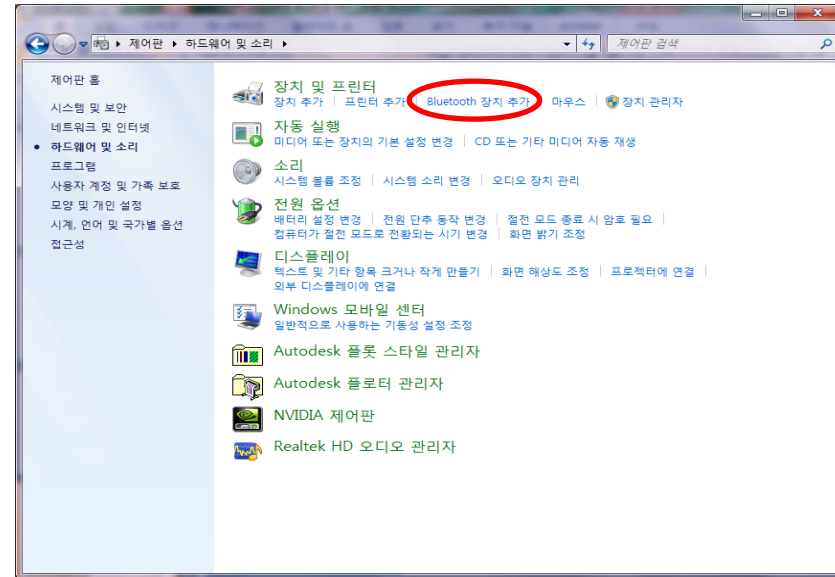 제어판 ▸ 하드웨어 및 소리 ▸
제어판 검색
제어판 홈
시스템 및 보안
네트워크 및 인터넷
하드웨어 및 소리
프로그램
사용자 계정 및 가족 보호
모양 및 개인 설정
시계, 언어 및 국가별 옵션
접근성
장치 및 프린터
장치 추가 | 프린터 추가 | Bluetooth 장치 추가 | 마우스 | 장치 관리자
자동 실행
미디어 또는 장치의 기본 설정 변경 | CD 또는 기타 미디어 자동 재생
소리
시스템 볼륨 조정 | 시스템 소리 변경 | 오디오 장치 관리
전원 옵션
배터리 설정 변경 | 전원 단추 동작 변경 | 절전 모드 종료 시 암호 필요 |
컴퓨터가 절전 모드로 전환되는 시기 변경 | 화면 밝기 조정
디스플레이
텍스트 및 기타 항목 크거나 작게 만들기 | 화면 해상도 조정 | 프로젝터에 연결 |
외부 디스플레이에 연결
Windows 모바일 센터
일반적으로 사용하는 기동성 설정 조정
Autodesk 플롯 스타일 관리자
Autodesk 플로터 관리자
NVIDIA 제어판
Realtek HD 오디오 관리자